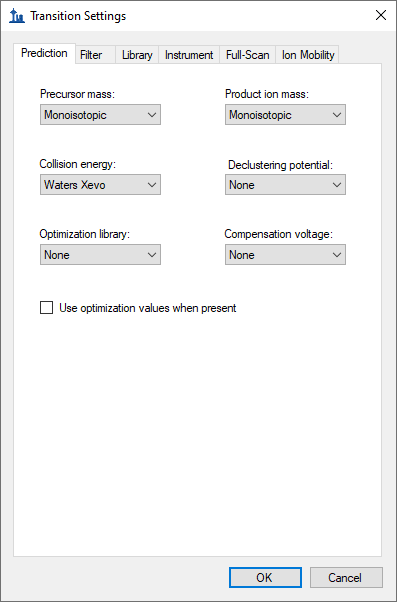 Transition Settings
Prediction Filter Library Instrument Full-Scan Ion Mobility
Precursor mass: Product ion mass:
Monoisotopic Monoisotopic
Collision energy: Declustering potential:
Waters Xevo None
Optimization library: Compensation voltage:
None None
Use optimization values when present
OK Cancel